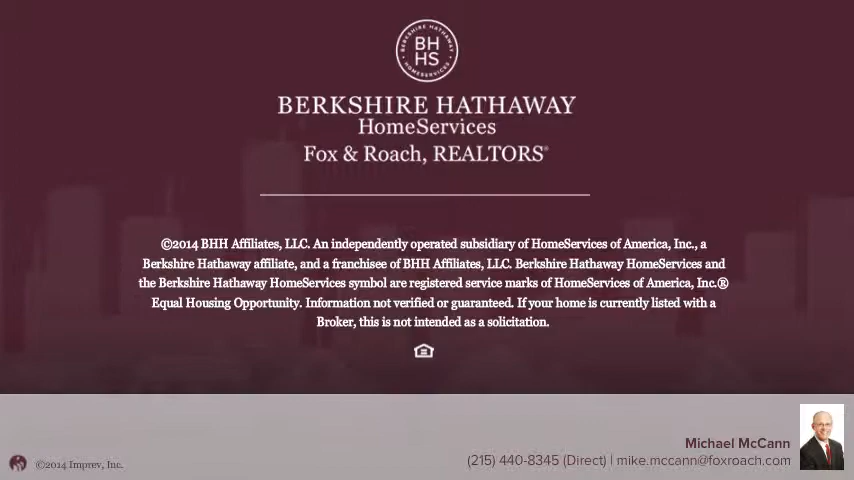 BERKSHIRE HATHAWAY
BH
HS
HOMESERVICES
BERKSHIRE HATHAWAY
HomeServices
Fox & Roach, REALTORS®
©2014 BHH Affiliates, LLC. An independently operated subsidiary of HomeServices of America, Inc., a
Berkshire Hathaway affiliate, and a franchisee of BHH Affiliates, LLC. Berkshire Hathaway HomeServices and
the Berkshire Hathaway HomeServices symbol are registered service marks of HomeServices of America, Inc.®
Equal Housing Opportunity. Information not verified or guaranteed. If your home is currently listed with a
Broker, this is not intended as a solicitation.
Michael McCann
(215) 440-8345 (Direct) | mike.mccann@foxroach.com
©2014 Imprev, Inc.